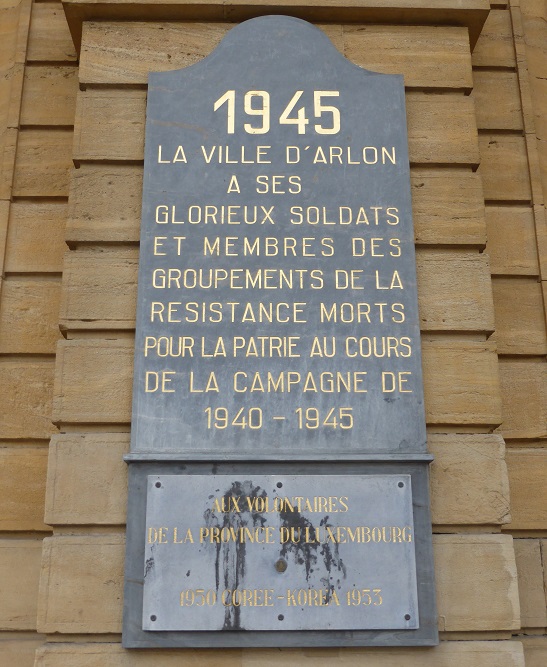 1945
LA VILLE D'ARLON
A SES
GLORIEUX SOLDATS
ET MEMBRES DES
GROUPEMENTS DE LA
RESISTANCE MORTS
POUR LA PATRIE AU COURS
DE LA CAMPAGNE DE
1940 - 1945
AUX VOLONTAIRES
DE LA PROVINCE DU LUXEMBOURG
1950 COREE - KOREA 1953